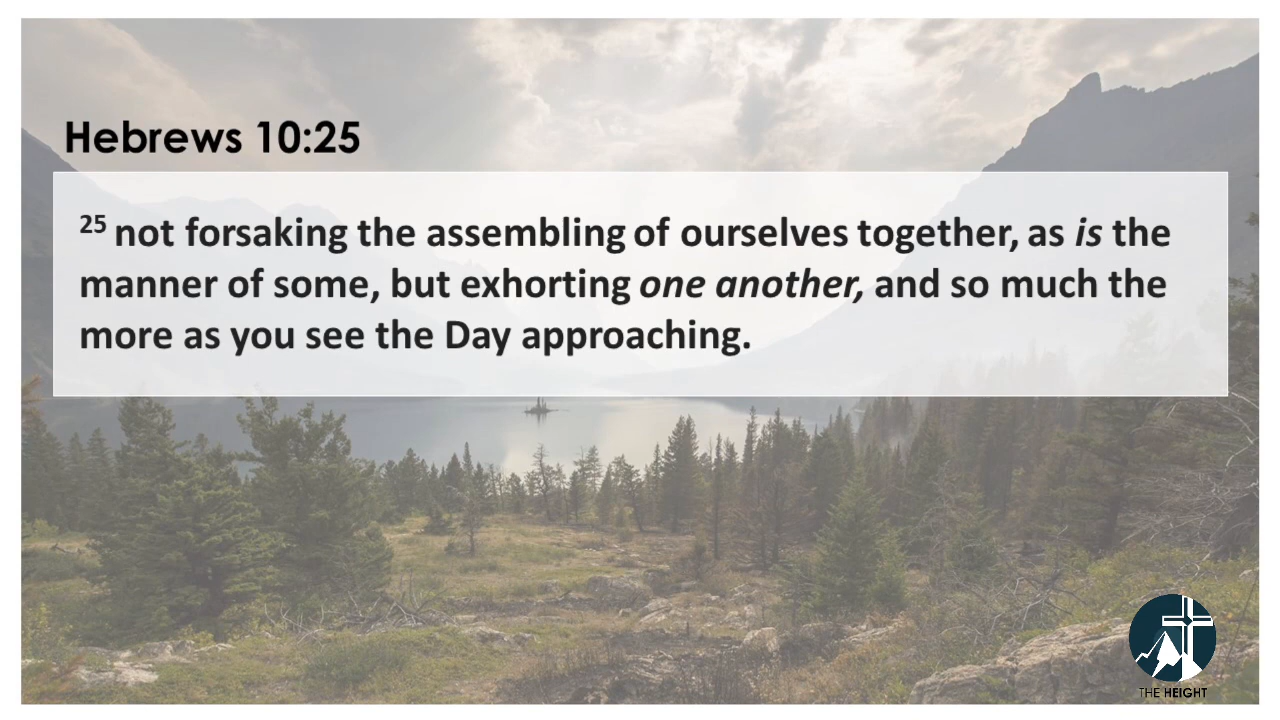 Hebrews 10:25
25 not forsaking the assembling of ourselves together, as is the
manner of some, but exhorting one another, and so much the
more as you see the Day approaching.
THE HEIGHT